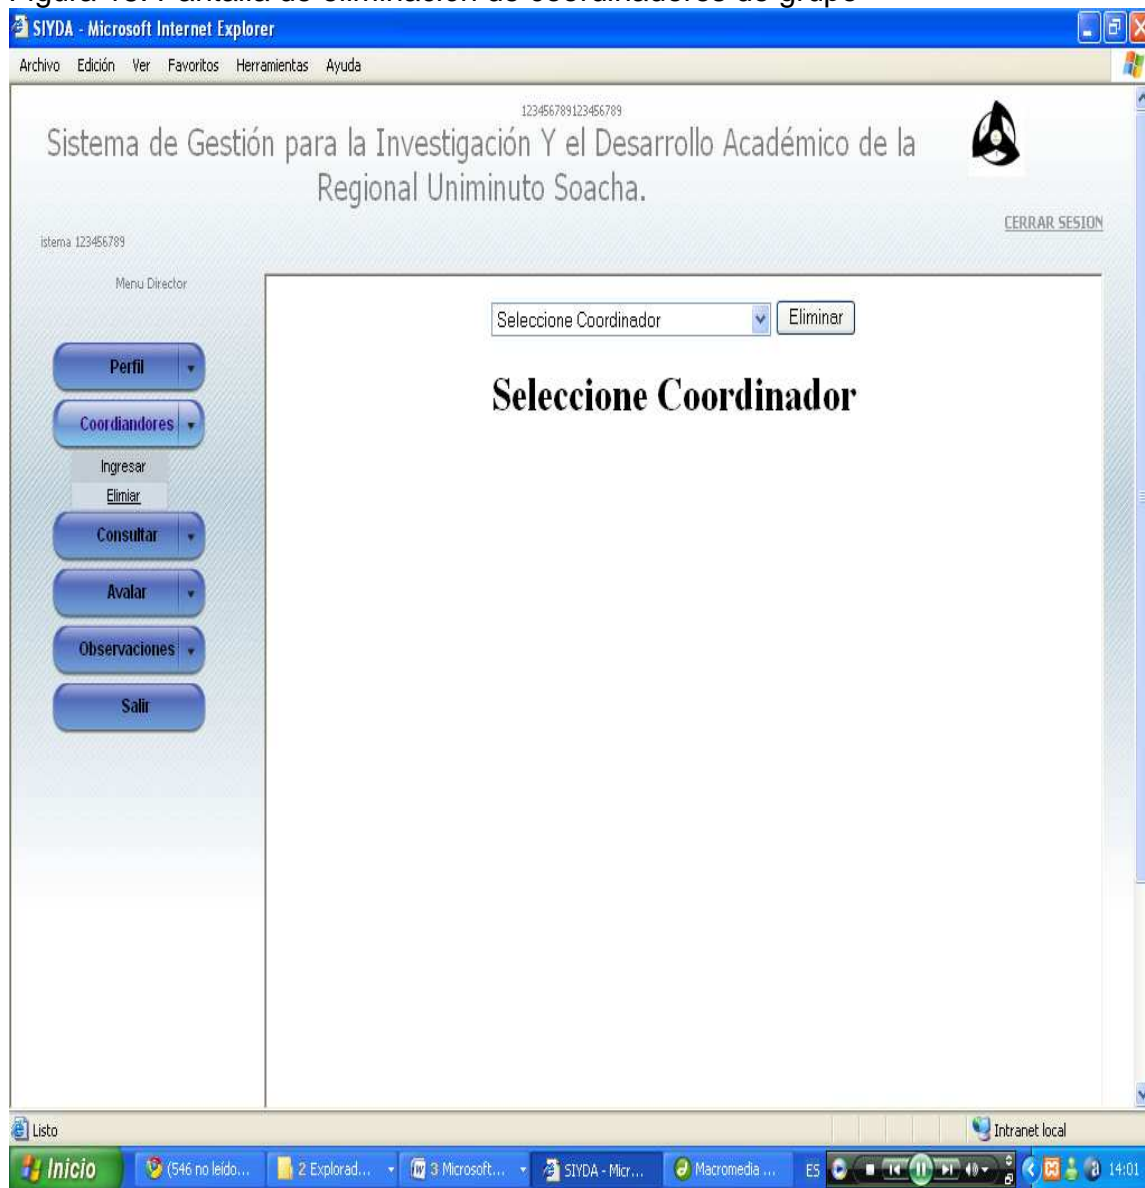 SIYDA - Microsoft Internet Explorer
Archivo Edición Ver Favoritos Herramientas Ayuda
123456789123456789
Sistema de Gestión para la Investigación Y el Desarrollo Académico de la
Regional Uniminuto Soacha.
CERRAR SESION
istema 123456789
Menu Director
Seleccione Coordinador Eliminar
Seleccione Coordinador
Perfil
Coordiandores
Ingresar
Elimiar
Consultar
Avalar
Observaciones
Salir
Listo Intranet local
Inicio (546 no leído... 2 Explorad... 3 Microsoft... SIYDA - Micr... Macromedia ... ES 14:01